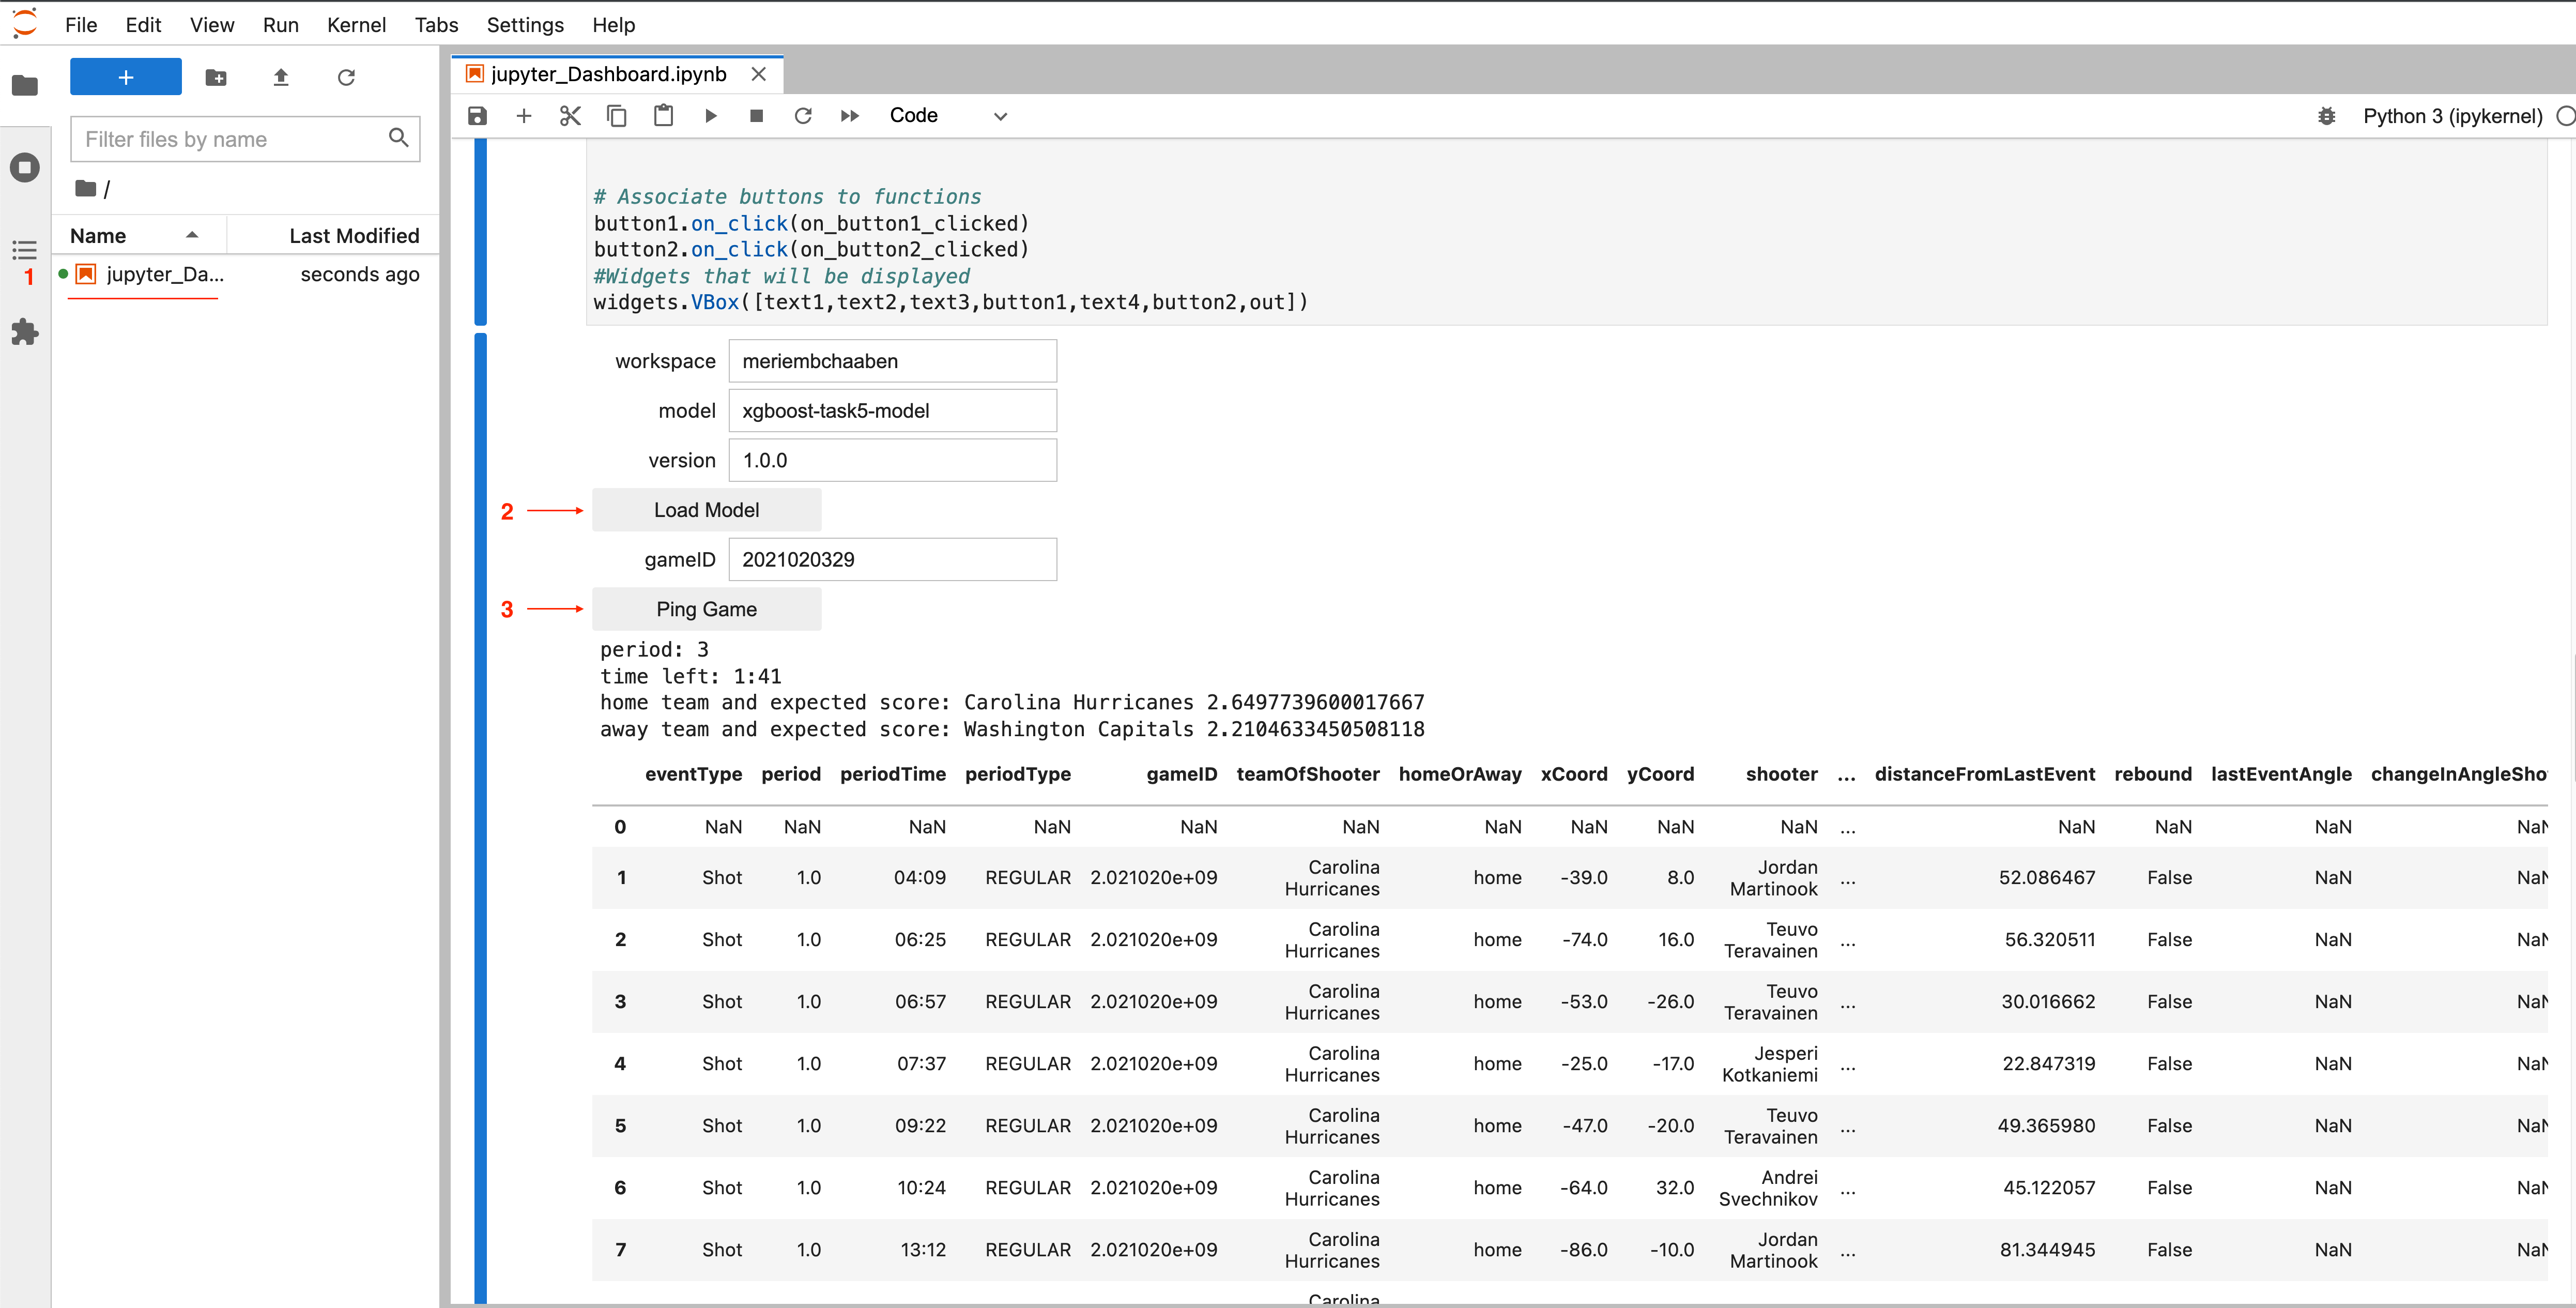 File Edit View Run Kernel Tabs Settings Help
+
Filter files by name
/
Name Last Modified
1 jupyter_Da... seconds ago
jupyter_Dashboard.ipynb
Code Python 3 (ipykernel)
# Associate buttons to functions
button1.on_click(on_button1_clicked)
button2.on_click(on_button2_clicked)
#Widgets that will be displayed
widgets.VBox([text1,text2,text3,button1,text4,button2,out])
workspace meriembchaaben
model xgboost-task5-model
version 1.0.0
2 Load Model
gameID 2021020329
3 Ping Game
period: 3
time left: 1:41
home team and expected score: Carolina Hurricanes 2.6497739600017667
away team and expected score: Washington Capitals 2.2104633450508118
eventType period periodTime periodType gameID teamOfShooter homeOrAway xCoord yCoord shooter ... distanceFromLastEvent rebound lastEventAngle changeInAngleSho
0 NaN NaN NaN NaN NaN NaN NaN NaN NaN NaN ... NaN NaN NaN NaN
1 Shot 1.0 04:09 REGULAR 2.021020e+09 Carolina Hurricanes home -39.0 8.0 Jordan Martinook ... 52.086467 False NaN NaN
2 Shot 1.0 06:25 REGULAR 2.021020e+09 Carolina Hurricanes home -74.0 16.0 Teuvo Teravainen ... 56.320511 False NaN NaN
3 Shot 1.0 06:57 REGULAR 2.021020e+09 Carolina Hurricanes home -53.0 -26.0 Teuvo Teravainen ... 30.016662 False NaN NaN
4 Shot 1.0 07:37 REGULAR 2.021020e+09 Carolina Hurricanes home -25.0 -17.0 Jesperi Kotkaniemi ... 22.847319 False NaN NaN
5 Shot 1.0 09:22 REGULAR 2.021020e+09 Carolina Hurricanes home -47.0 -20.0 Teuvo Teravainen ... 49.365980 False NaN NaN
6 Shot 1.0 10:24 REGULAR 2.021020e+09 Carolina Hurricanes home -64.0 32.0 Andrei Svechnikov ... 45.122057 False NaN NaN
7 Shot 1.0 13:12 REGULAR 2.021020e+09 Carolina Hurricanes home -86.0 -10.0 Jordan Martinook ... 81.344945 False NaN NaN
Carolina